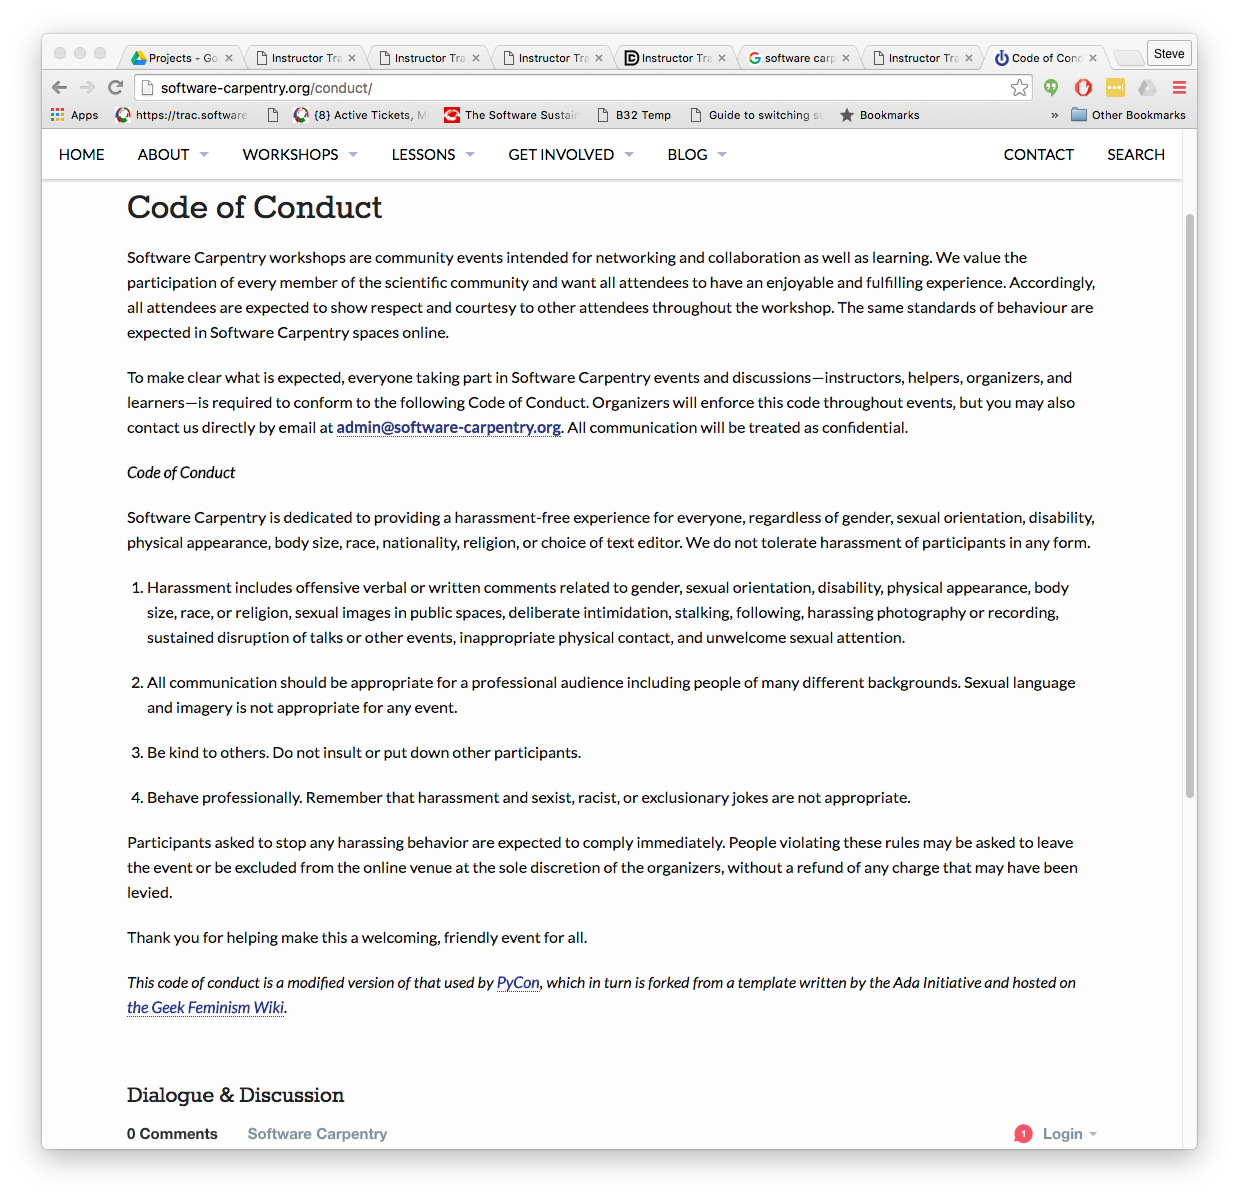 Projects - Go
Instructor Tra
Instructor Tra
Instructor Tra
Instructor Tra
software carp
Instructor Tra
Code of Cond
Steve
software-carpentry.org/conduct/
Apps
https://trac.software
{8} Active Tickets, M
The Software Sustain
B32 Temp
Guide to switching su
Bookmarks
»
Other Bookmarks
HOME
ABOUT
WORKSHOPS
LESSONS
GET INVOLVED
BLOG
CONTACT
SEARCH
Code of Conduct
Software Carpentry workshops are community events intended for networking and collaboration as well as learning. We value the
participation of every member of the scientific community and want all attendees to have an enjoyable and fulfilling experience. Accordingly,
all attendees are expected to show respect and courtesy to other attendees throughout the workshop. The same standards of behaviour are
expected in Software Carpentry spaces online.
To make clear what is expected, everyone taking part in Software Carpentry events and discussions—instructors, helpers, organizers, and
learners—is required to conform to the following Code of Conduct. Organizers will enforce this code throughout events, but you may also
contact us directly by email at admin@software-carpentry.org. All communication will be treated as confidential.
Code of Conduct
Software Carpentry is dedicated to providing a harassment-free experience for everyone, regardless of gender, sexual orientation, disability,
physical appearance, body size, race, nationality, religion, or choice of text editor. We do not tolerate harassment of participants in any form.
1. Harassment includes offensive verbal or written comments related to gender, sexual orientation, disability, physical appearance, body
size, race, or religion, sexual images in public spaces, deliberate intimidation, stalking, following, harassing photography or recording,
sustained disruption of talks or other events, inappropriate physical contact, and unwelcome sexual attention.
2. All communication should be appropriate for a professional audience including people of many different backgrounds. Sexual language
and imagery is not appropriate for any event.
3. Be kind to others. Do not insult or put down other participants.
4. Behave professionally. Remember that harassment and sexist, racist, or exclusionary jokes are not appropriate.
Participants asked to stop any harassing behavior are expected to comply immediately. People violating these rules may be asked to leave
the event or be excluded from the online venue at the sole discretion of the organizers, without a refund of any charge that may have been
levied.
Thank you for helping make this a welcoming, friendly event for all.
This code of conduct is a modified version of that used by PyCon, which in turn is forked from a template written by the Ada Initiative and hosted on
the Geek Feminism Wiki.
Dialogue & Discussion
0 Comments
Software Carpentry
1
Login